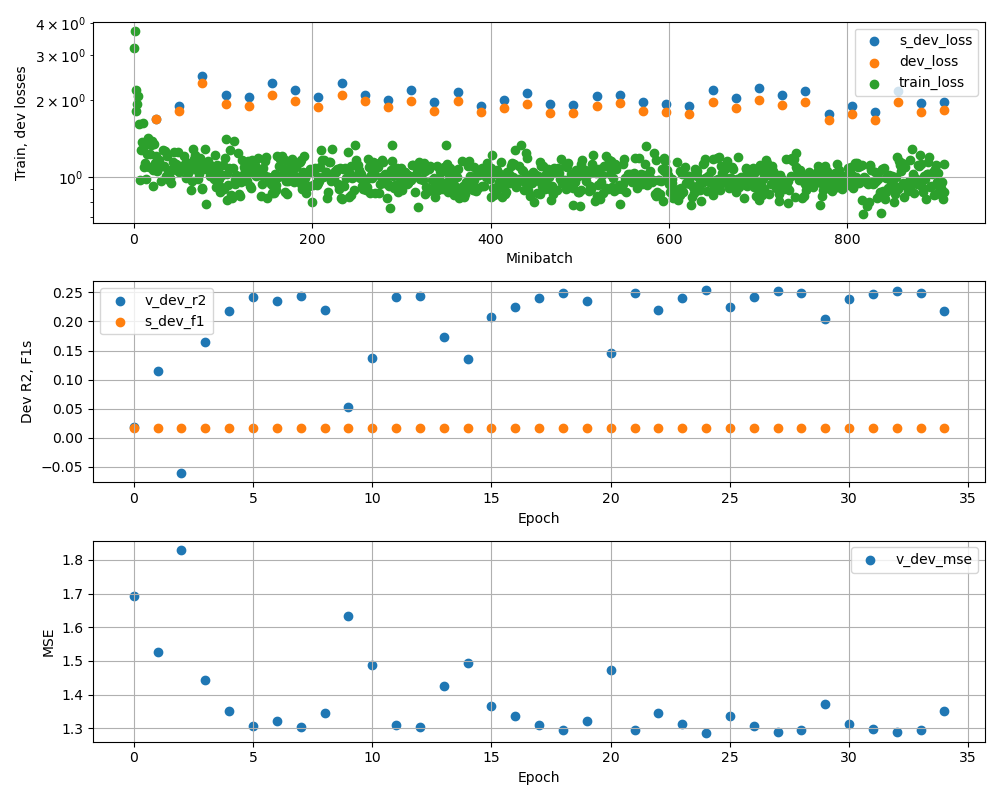 4 × 10⁰
3 × 10⁰
2 × 10⁰
10⁰
Train, dev losses
s_dev_loss
dev_loss
train_loss
0 200 400 600 800
Minibatch
0.25
0.20
0.15
0.10
0.05
0.00
−0.05
Dev R2, F1s
v_dev_r2
s_dev_f1
0 5 10 15 20 25 30 35
Epoch
1.8
1.7
1.6
1.5
1.4
1.3
MSE
v_dev_mse
0 5 10 15 20 25 30 35
Epoch